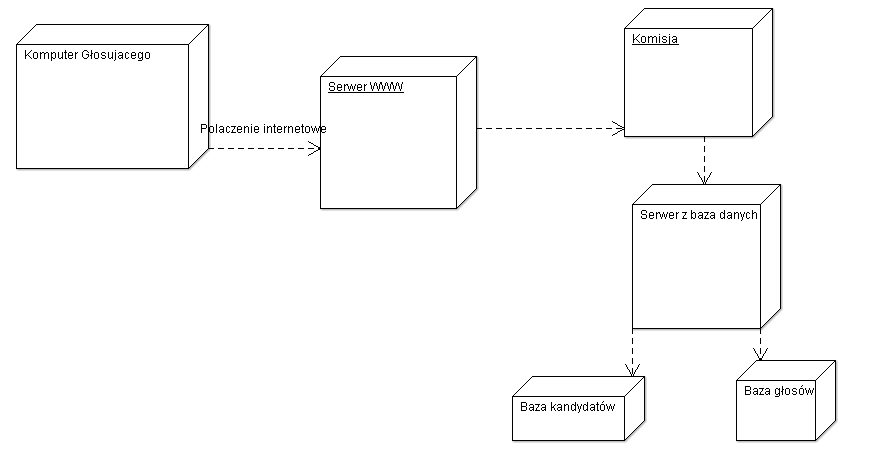 Komputer Głosujacego
Polaczenie internetowe
Serwer WWW
Komisja
Serwer z baza danych
Baza kandydatów
Baza głosów